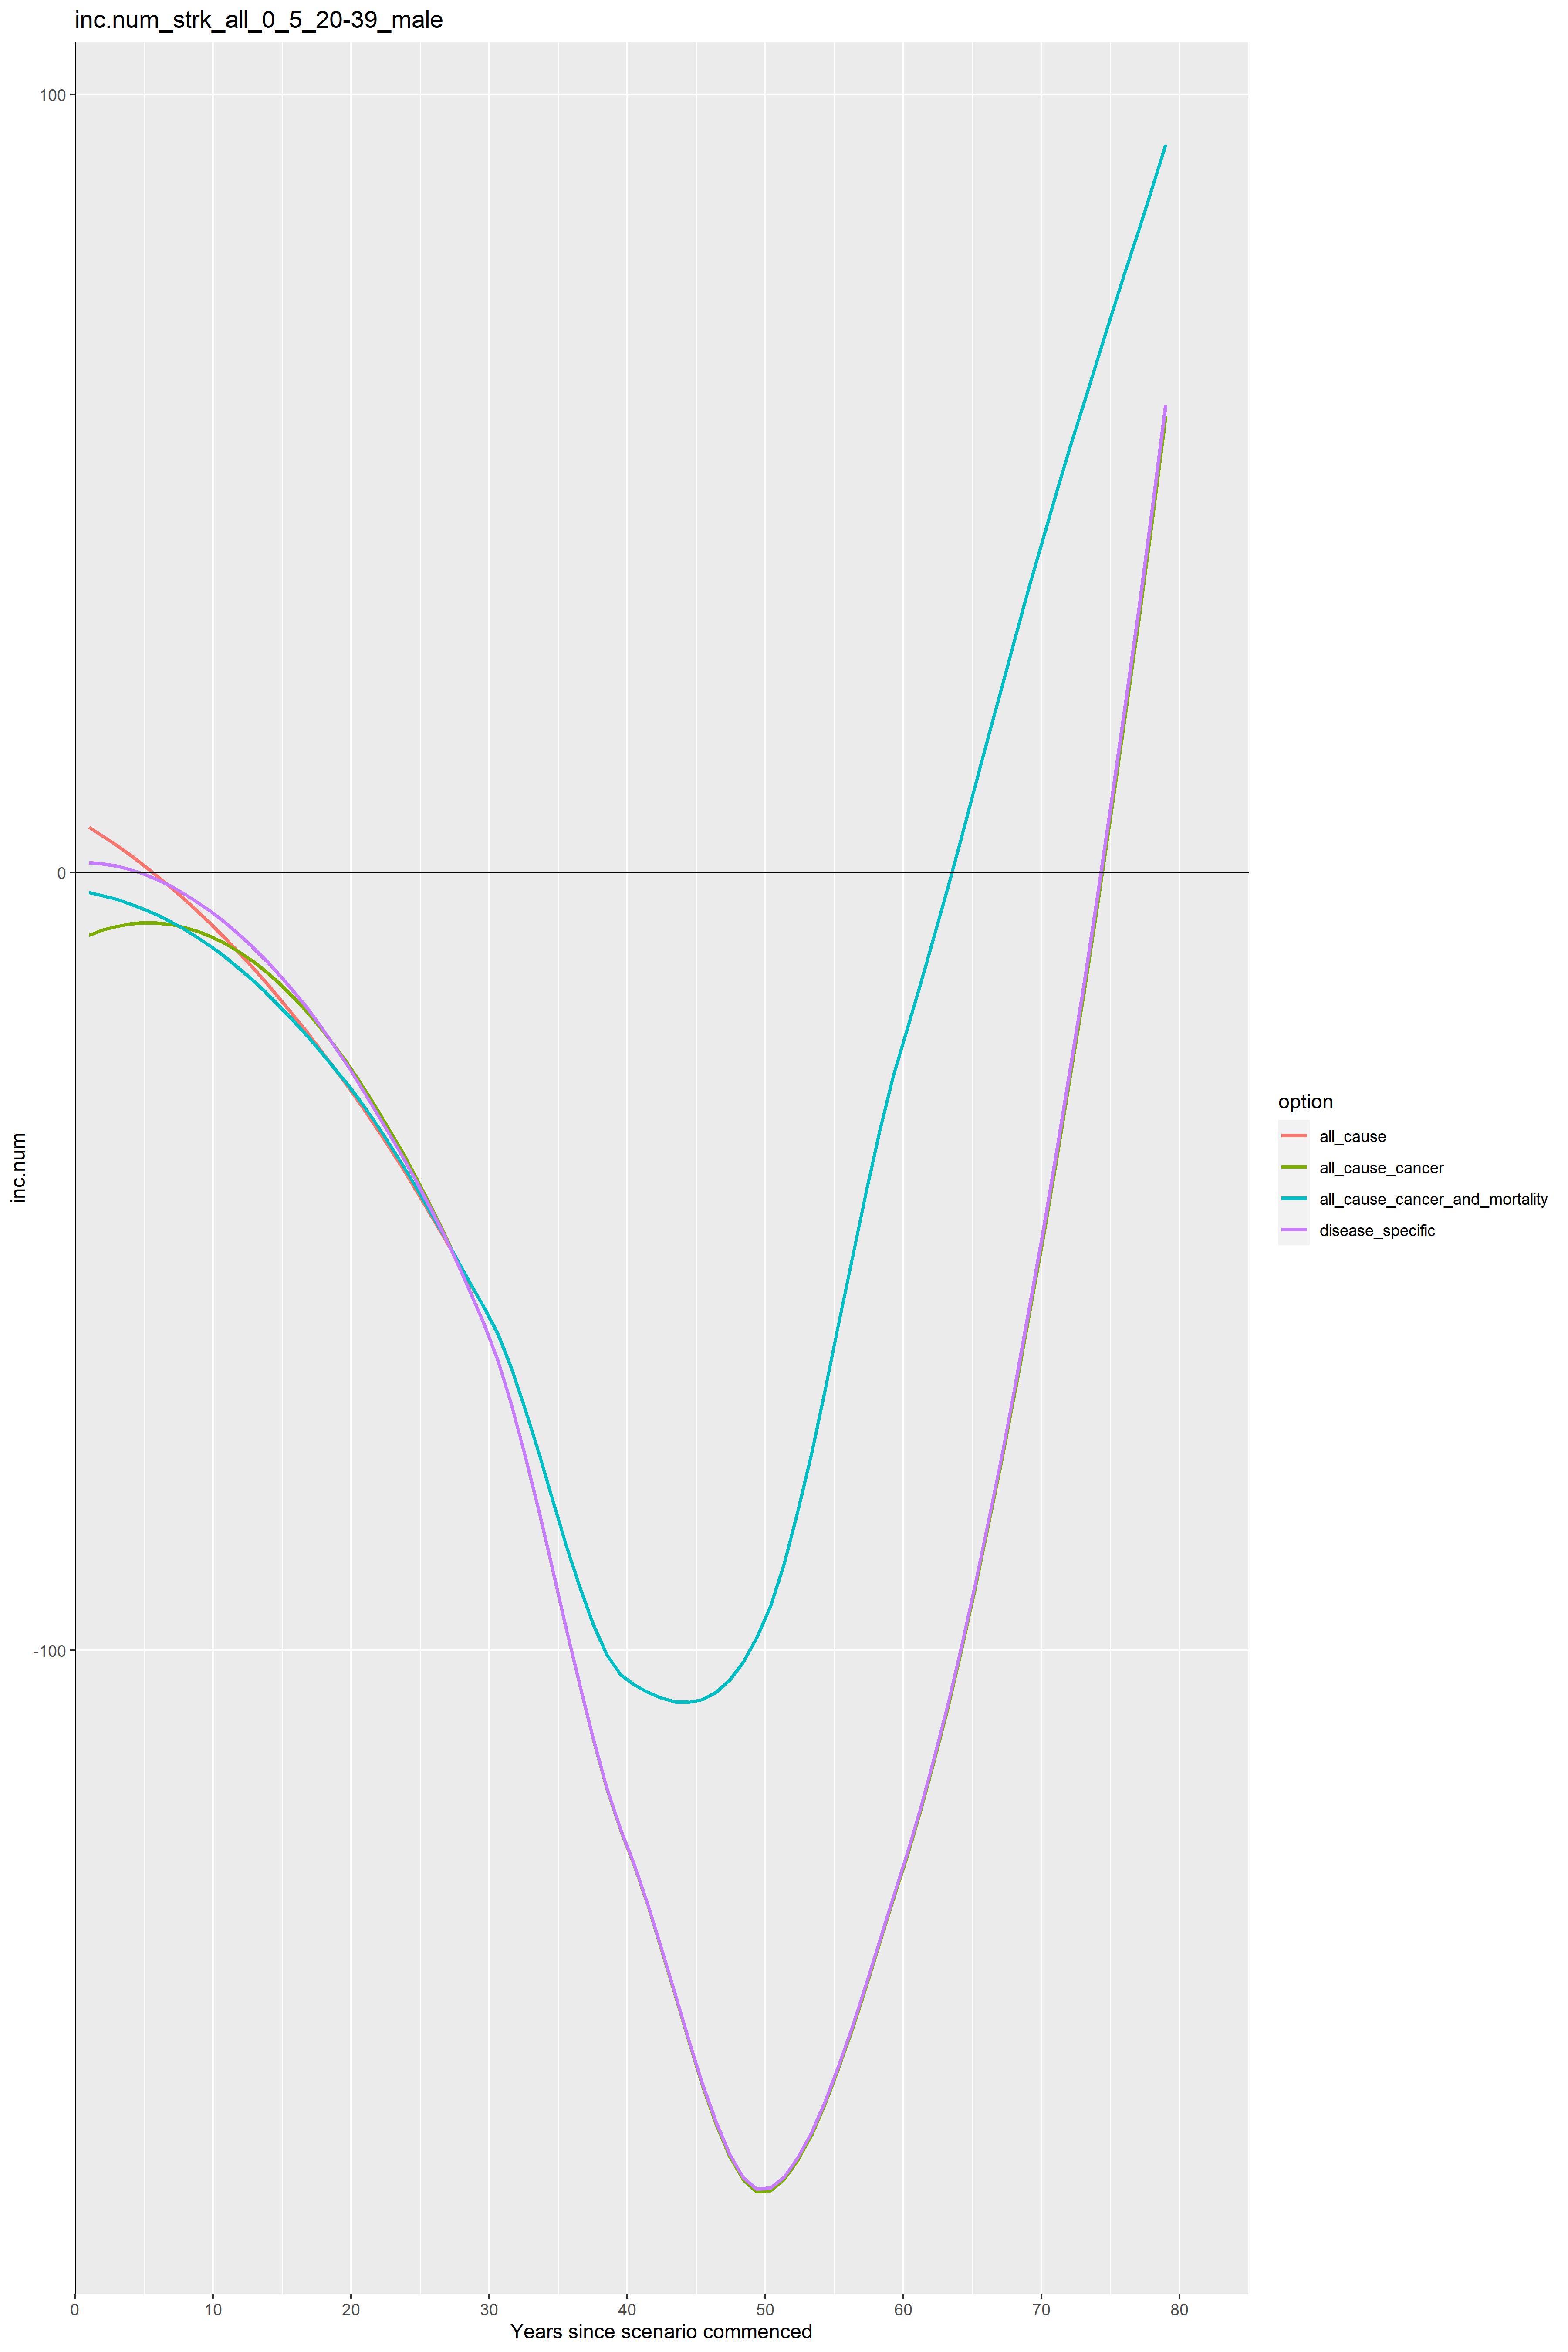 inc.num_strk_all_0_5_20-39_male
100
0
-100
inc.num
0 10 20 30 40 50 60 70 80
Years since scenario commenced
option
all_cause
all_cause_cancer
all_cause_cancer_and_mortality
disease_specific